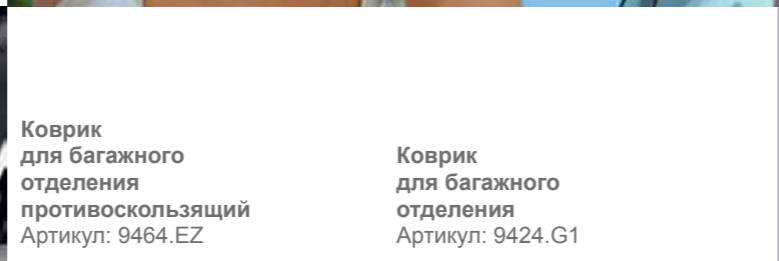 Коврик
для багажного
отделения
противоскользящий
Артикул: 9464.EZ
Коврик
для багажного
отделения
Артикул: 9424.G1